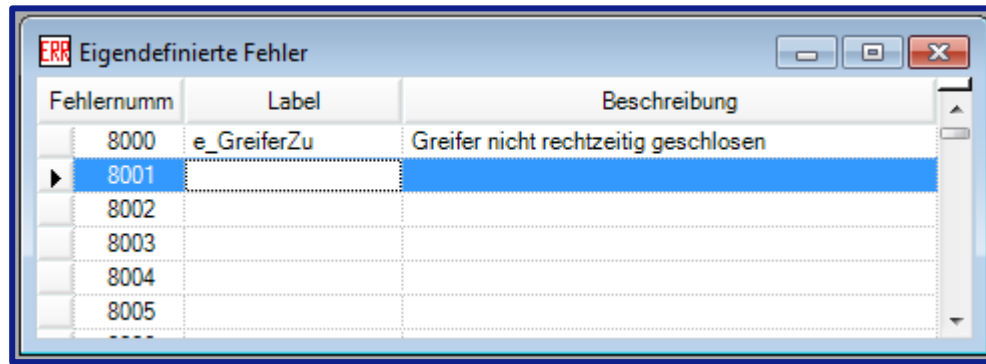 ERR Eigendefinierte Fehler
Fehlernumm Label Beschreibung
8000 e_GreiferZu Greifer nicht rechtzeitig geschlosen
8001
8002
8003
8004
8005